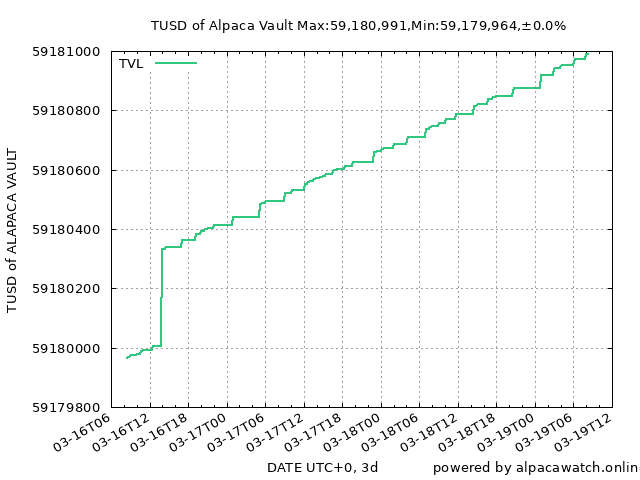 TUSD of Alpaca Vault Max:59,180,991,Min:59,179,964,±0.0%
TVL
TUSD of ALAPACA VAULT
59181000
59180800
59180600
59180400
59180200
59180000
59179800
03-16T06
03-16T12
03-16T18
03-17T00
03-17T06
03-17T12
03-17T18
03-18T00
03-18T06
03-18T12
03-18T18
03-19T00
03-19T06
03-19T12
DATE UTC+0, 3d
powered by alpacawatch.online